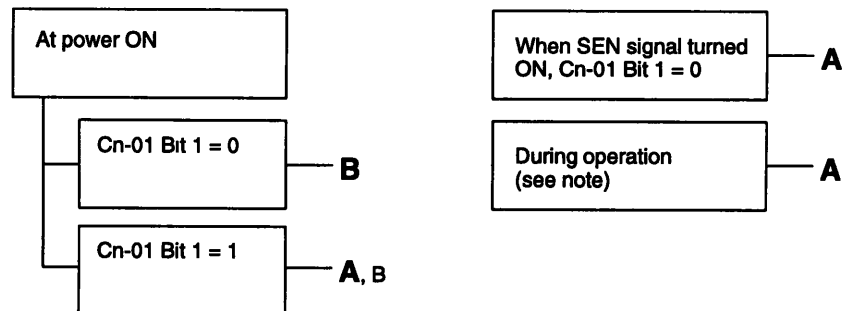 At power ON
Cn-01 Bit 1 = 0
B
Cn-01 Bit 1 = 1
A, B
When SEN signal turned
ON, Cn-01 Bit 1 = 0
A
During operation
(see note)
A